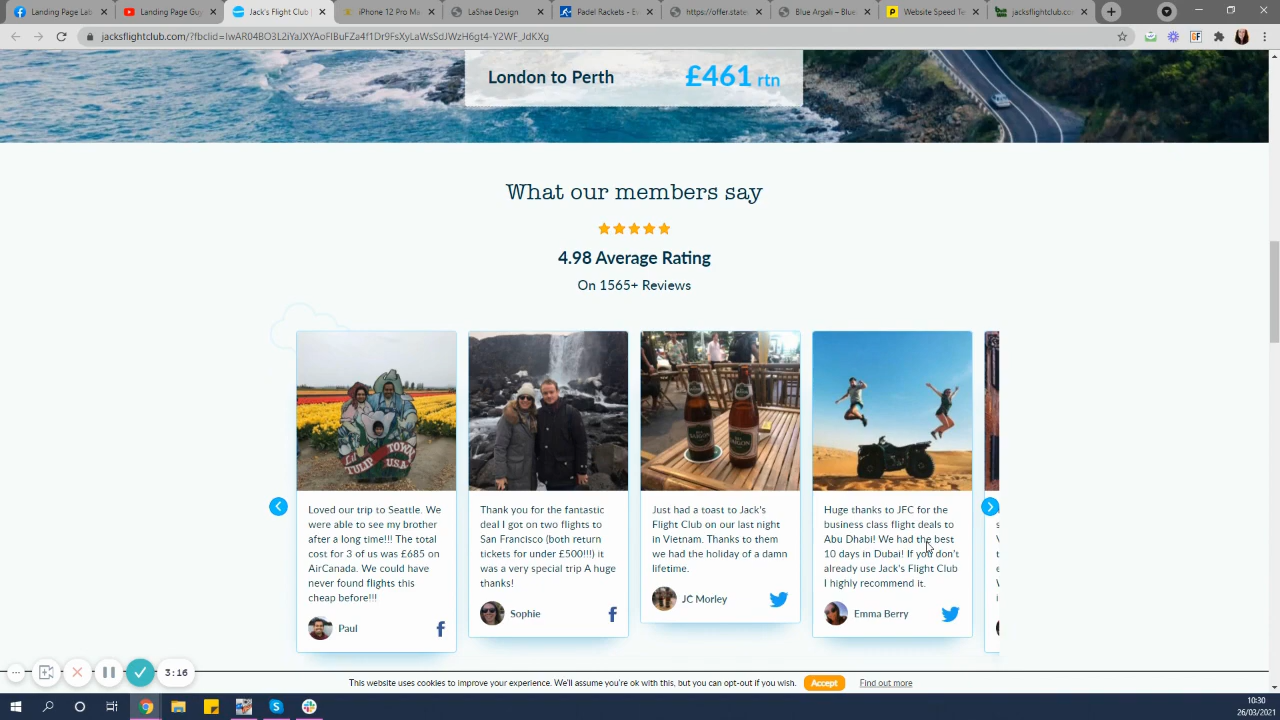 Landing Page Lab
Landing Page Gu
Jack's Flight Club
iPhone 12 Pro Ma
LaShae Design
Padel Rackets - E
https://offer.state
Blue Argali – Blue
Website Speed Te
jacksflightclub.co
jacksflightclub.com/?fbclid=IwAR04BO3L2iYaJXYAoFIBuFZa4f1Dr9FsXyLaWsSdJWzH6gt4-Y2WF_JdKXg
London to Perth
£461 rtn
What our members say
4.98 Average Rating
On 1565+ Reviews
Lil'
TULIP TOWN
USA
Loved our trip to Seattle. We
were able to see my brother
after a long time!!! The total
cost for 3 of us was £685 on
AirCanada. We could have
never found flights this
cheap before!!!
Paul
Thank you for the fantastic
deal I got on two flights to
San Francisco (both return
tickets for under £500!!!) it
was a very special trip A huge
thanks!
Sophie
SAIGON
Just had a toast to Jack's
Flight Club on our last night
in Vietnam. Thanks to them
we had the holiday of a damn
lifetime.
JC Morley
Huge thanks to JFC for the
business class flight deals to
Abu Dhabi! We had the best
10 days in Dubai! If you don't
already use Jack's Flight Club
I highly recommend it.
Emma Berry
3:16
This website uses cookies to improve your experience. We'll assume you're ok with this, but you can opt-out if you wish.
Accept
Find out more
10:30
26/03/2021